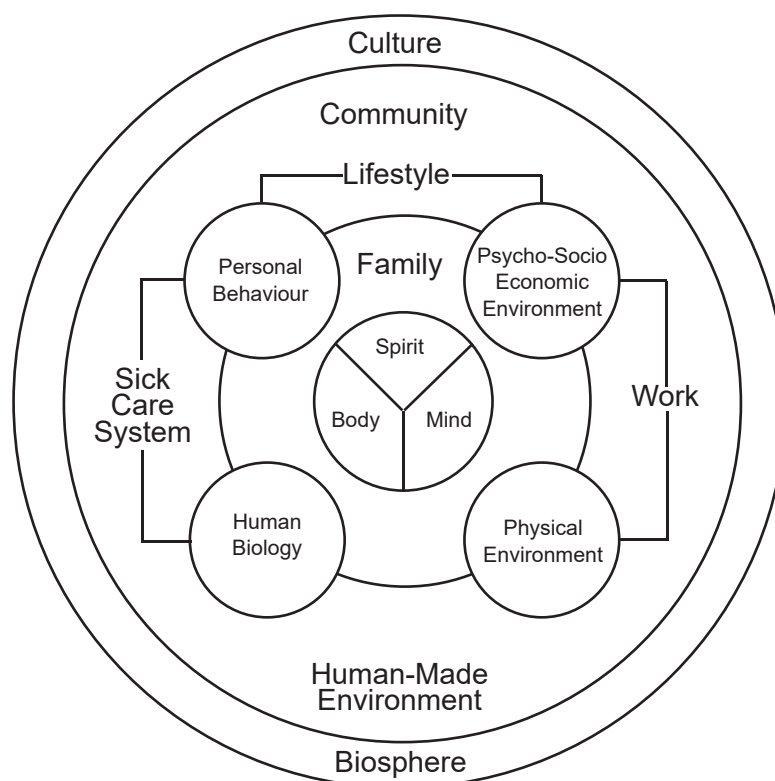 Culture
Community
Lifestyle
Personal
Behaviour
Family
Psycho-Socio
Economic
Environment
Spirit
Body
Mind
Sick
Care
System
Work
Human
Biology
Physical
Environment
Human-Made
Environment
Biosphere